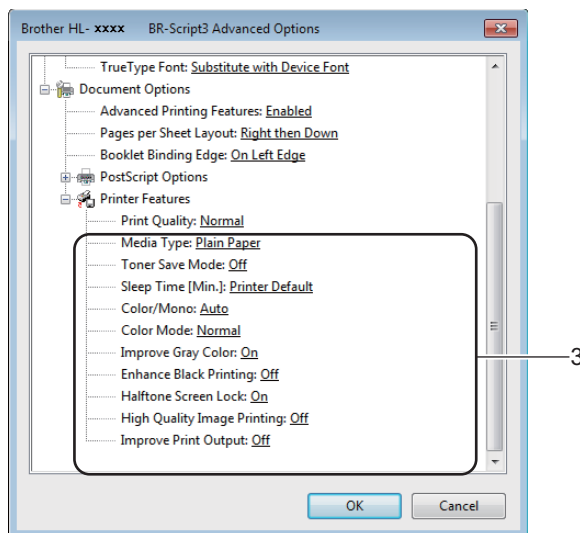 Brother HL- xxxx BR-Script3 Advanced Options
TrueType Font: Substitute with Device Font
Document Options
Advanced Printing Features: Enabled
Pages per Sheet Layout: Right then Down
Booklet Binding Edge: On Left Edge
PostScript Options
Printer Features
Print Quality: Normal
Media Type: Plain Paper
Toner Save Mode: Off
Sleep Time [Min.]: Printer Default
Color/Mono: Auto
Color Mode: Normal
Improve Gray Color: On
Enhance Black Printing: Off
Halftone Screen Lock: On
High Quality Image Printing: Off
Improve Print Output: Off
3
OK Cancel